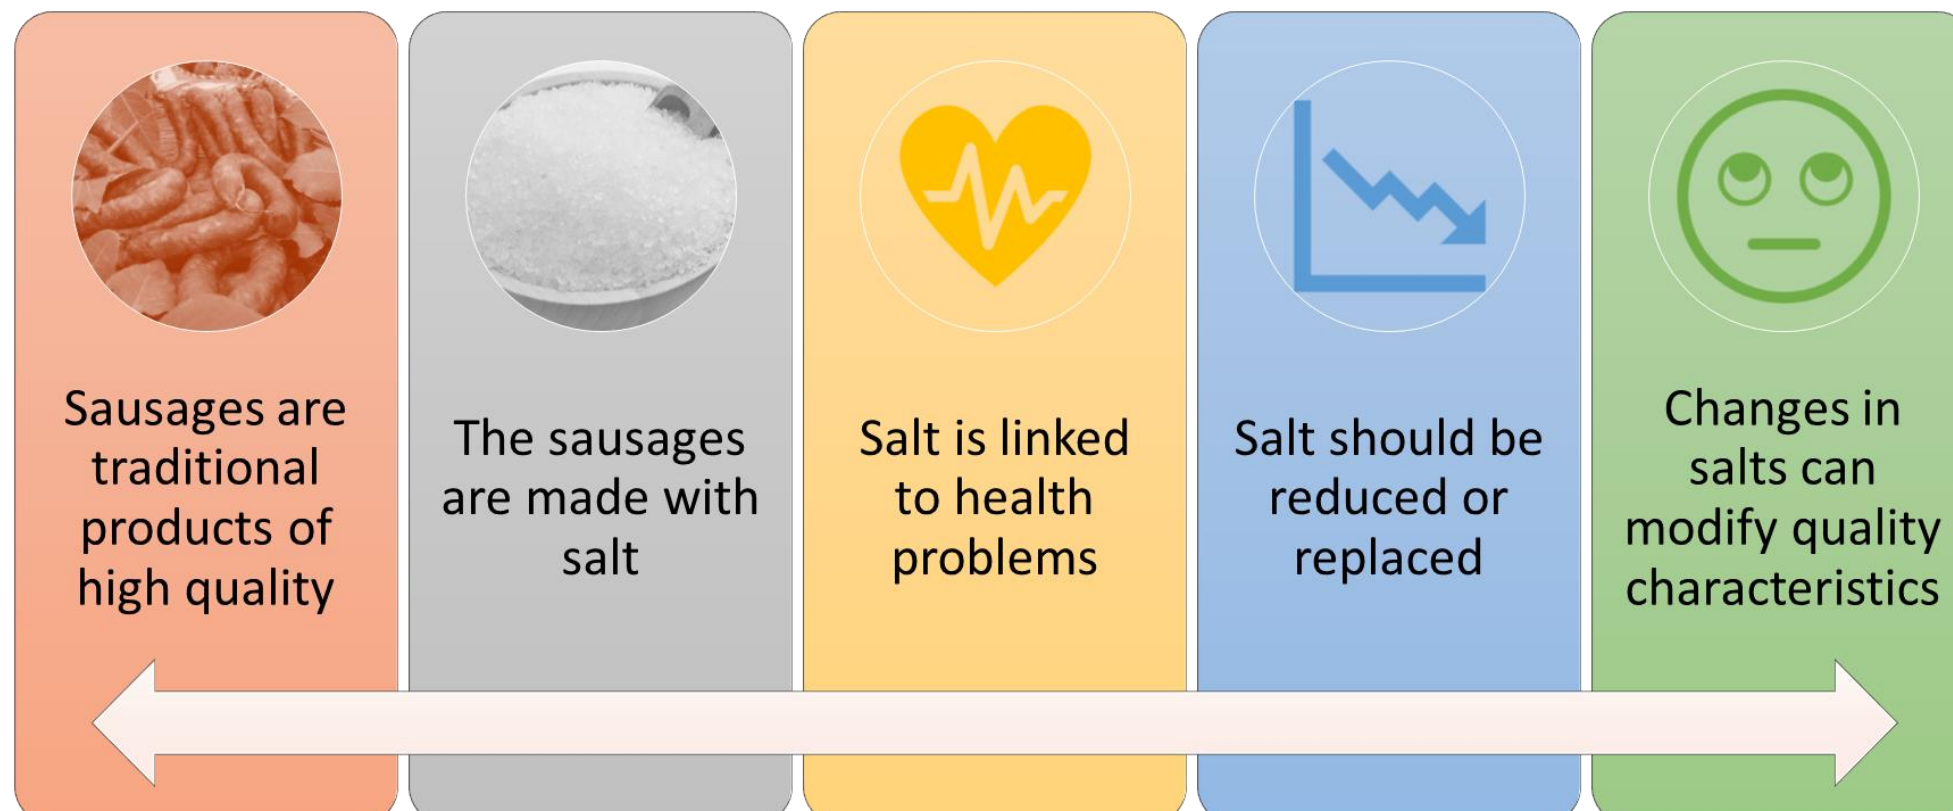 Sausages are
traditional
products of
high quality
The sausages
are made with
salt
Salt is linked
to health
problems
Salt should be
reduced or
replaced
Changes in
salts can
modify quality
characteristics